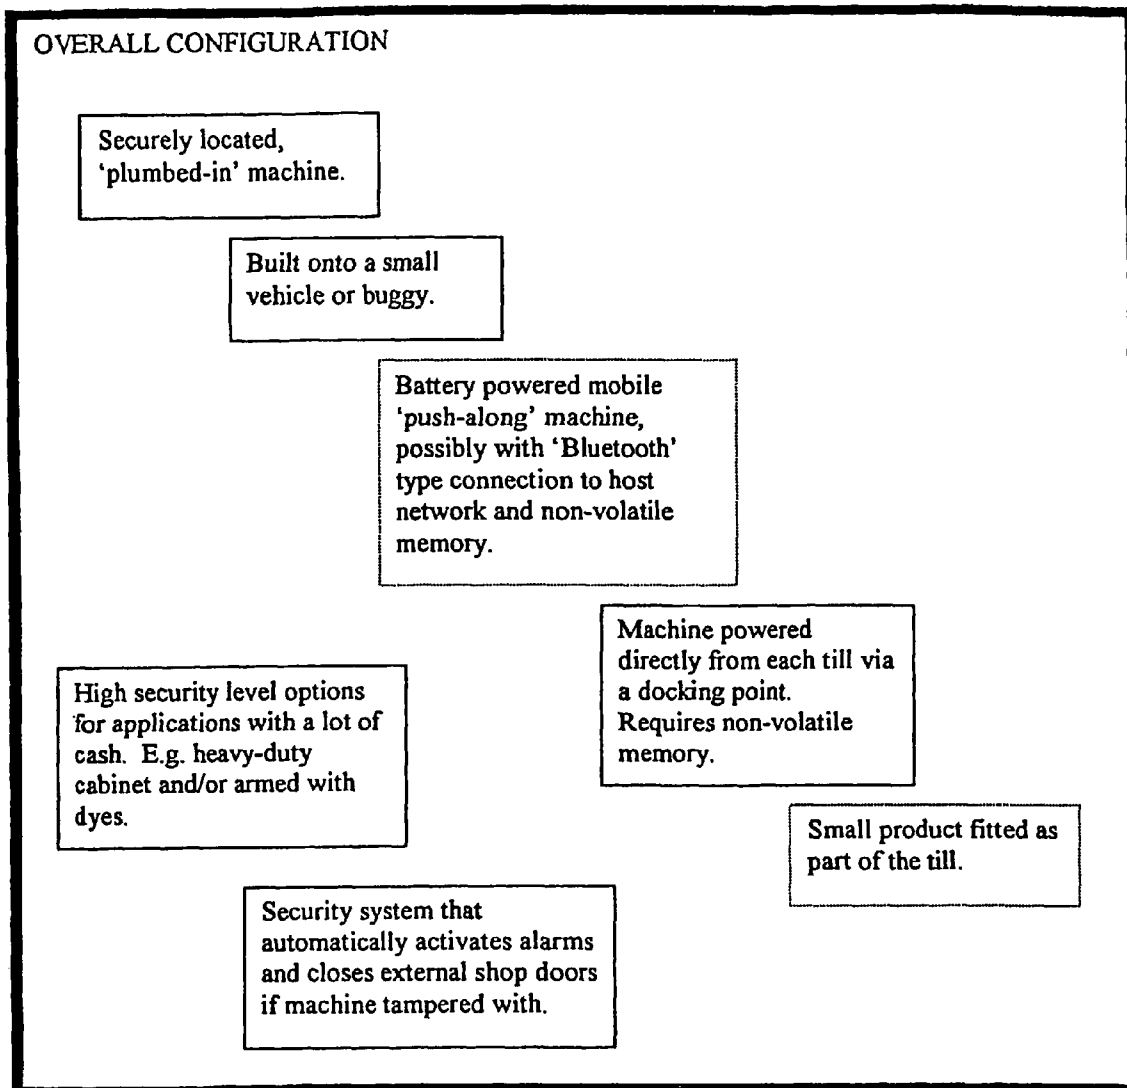 OVERALL CONFIGURATION
Securely located,
‘plumbed-in’ machine.
Built onto a small
vehicle or buggy.
Battery powered mobile
‘push-along’ machine,
possibly with ‘Bluetooth’
type connection to host
network and non-volatile
memory.
Machine powered
directly from each till via
a docking point.
Requires non-volatile
memory.
High security level options
for applications with a lot of
cash. E.g. heavy-duty
cabinet and/or armed with
dyes.
Small product fitted as
part of the till.
Security system that
automatically activates alarms
and closes external shop doors
if machine tampered with.